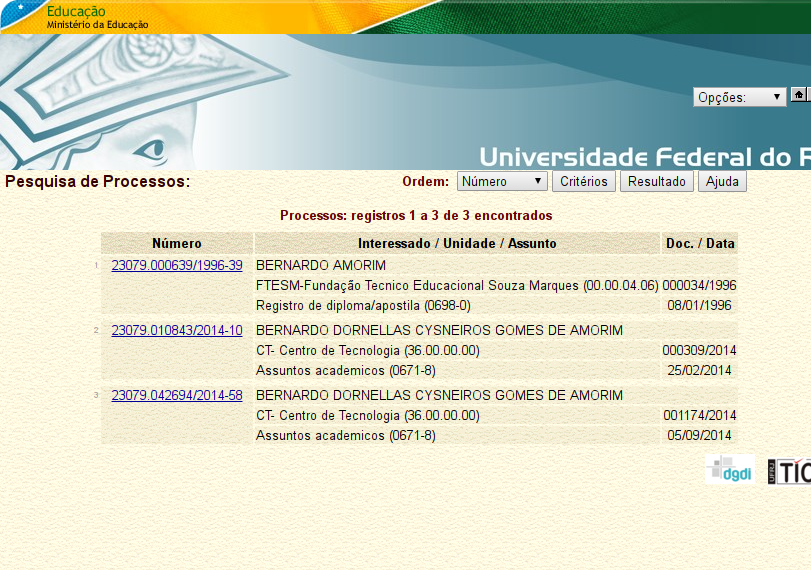 Educação
Ministério da Educação
Opções:
Universidade Federal do
Pesquisa de Processos:
Ordem: Número Critérios Resultado Ajuda
Processos: registros 1 a 3 de 3 encontrados
Número Interessado / Unidade / Assunto Doc. / Data
1 23079.000639/1996-39 BERNARDO AMORIM
FTESM-Fundação Tecnico Educacional Souza Marques (00.00.04.06) 000034/1996
Registro de diploma/apostila (0698-0) 08/01/1996
2 23079.010843/2014-10 BERNARDO DORNELLAS CYSNEIROS GOMES DE AMORIM
CT- Centro de Tecnologia (36.00.00.00) 000309/2014
Assuntos academicos (0671-8) 25/02/2014
3 23079.042694/2014-58 BERNARDO DORNELLAS CYSNEIROS GOMES DE AMORIM
CT- Centro de Tecnologia (36.00.00.00) 001174/2014
Assuntos academicos (0671-8) 05/09/2014
dgdi UFRJ TIC